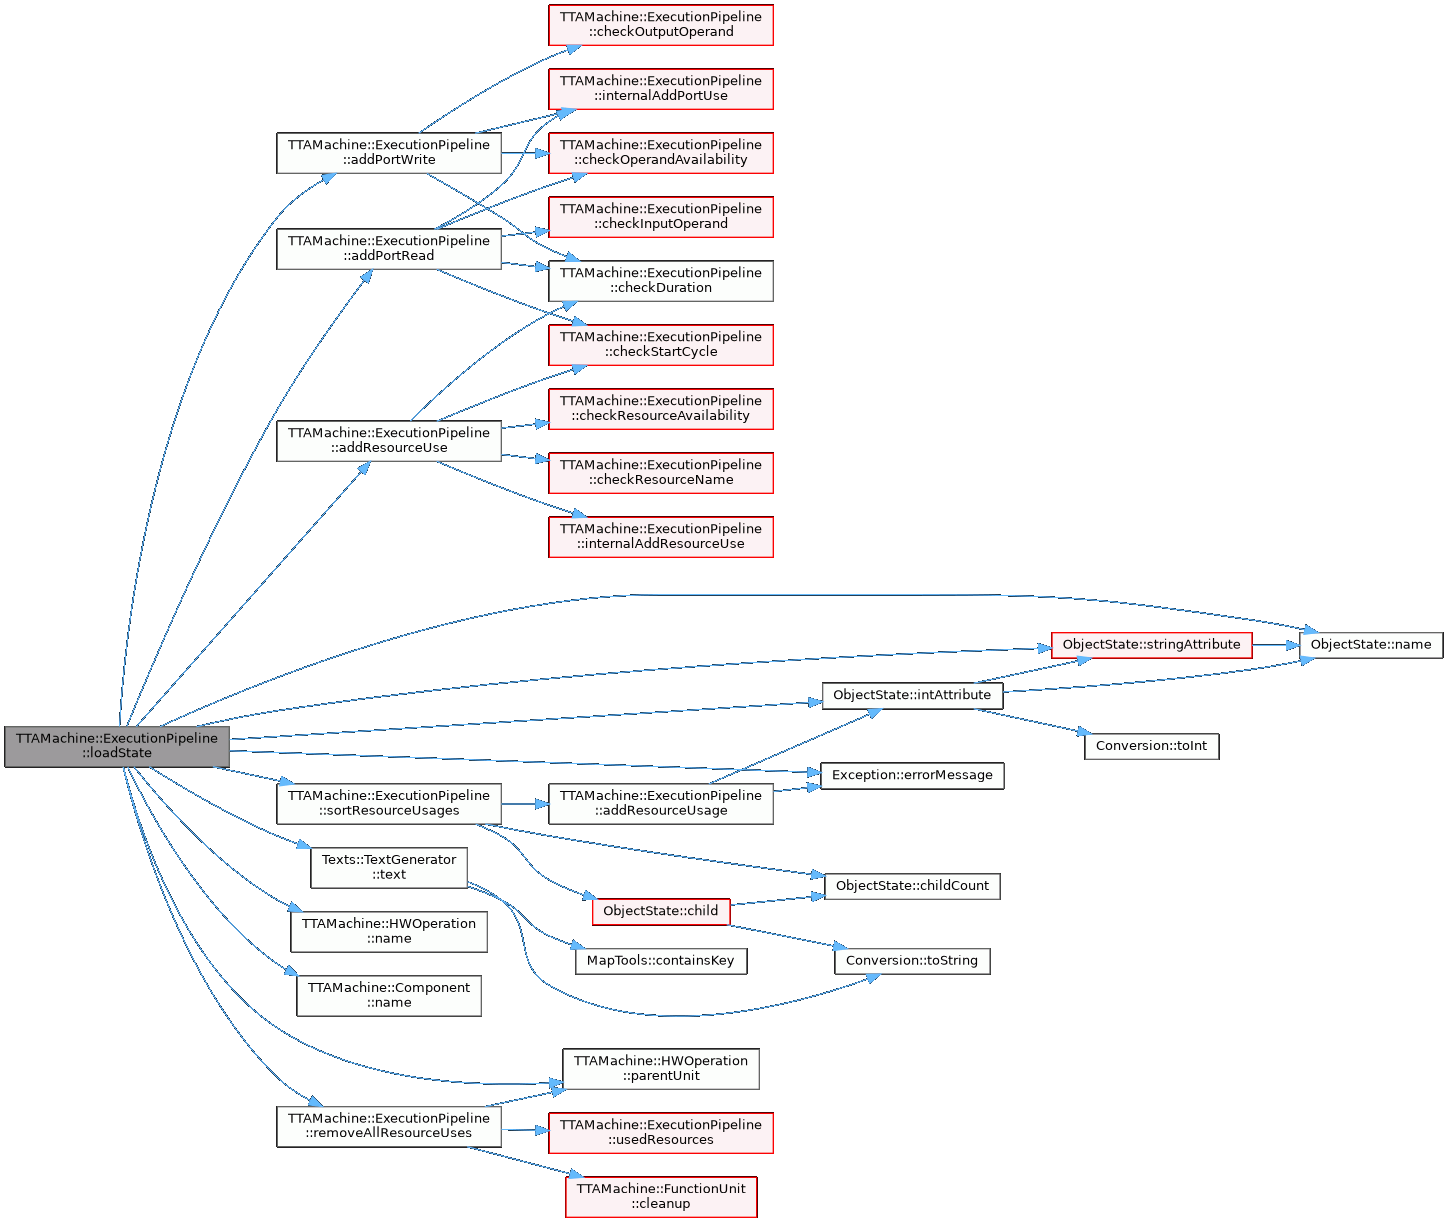 TTAMachine::ExecutionPipeline
::checkOutputOperand
TTAMachine::ExecutionPipeline
::internalAddPortUse
TTAMachine::ExecutionPipeline
::addPortWrite
TTAMachine::ExecutionPipeline
::checkOperandAvailability
TTAMachine::ExecutionPipeline
::checkInputOperand
TTAMachine::ExecutionPipeline
::addPortRead
TTAMachine::ExecutionPipeline
::checkDuration
TTAMachine::ExecutionPipeline
::checkStartCycle
TTAMachine::ExecutionPipeline
::checkResourceAvailability
TTAMachine::ExecutionPipeline
::addResourceUse
TTAMachine::ExecutionPipeline
::checkResourceName
TTAMachine::ExecutionPipeline
::internalAddResourceUse
ObjectState::stringAttribute
ObjectState::name
ObjectState::intAttribute
TTAMachine::ExecutionPipeline
::loadState
Conversion::toInt
Exception::errorMessage
TTAMachine::ExecutionPipeline
::sortResourceUsages
TTAMachine::ExecutionPipeline
::addResourceUsage
Texts::TextGenerator
::text
ObjectState::childCount
ObjectState::child
TTAMachine::HWOperation
::name
MapTools::containsKey
Conversion::toString
TTAMachine::Component
::name
TTAMachine::HWOperation
::parentUnit
TTAMachine::ExecutionPipeline
::removeAllResourceUses
TTAMachine::ExecutionPipeline
::usedResources
TTAMachine::FunctionUnit
::cleanup